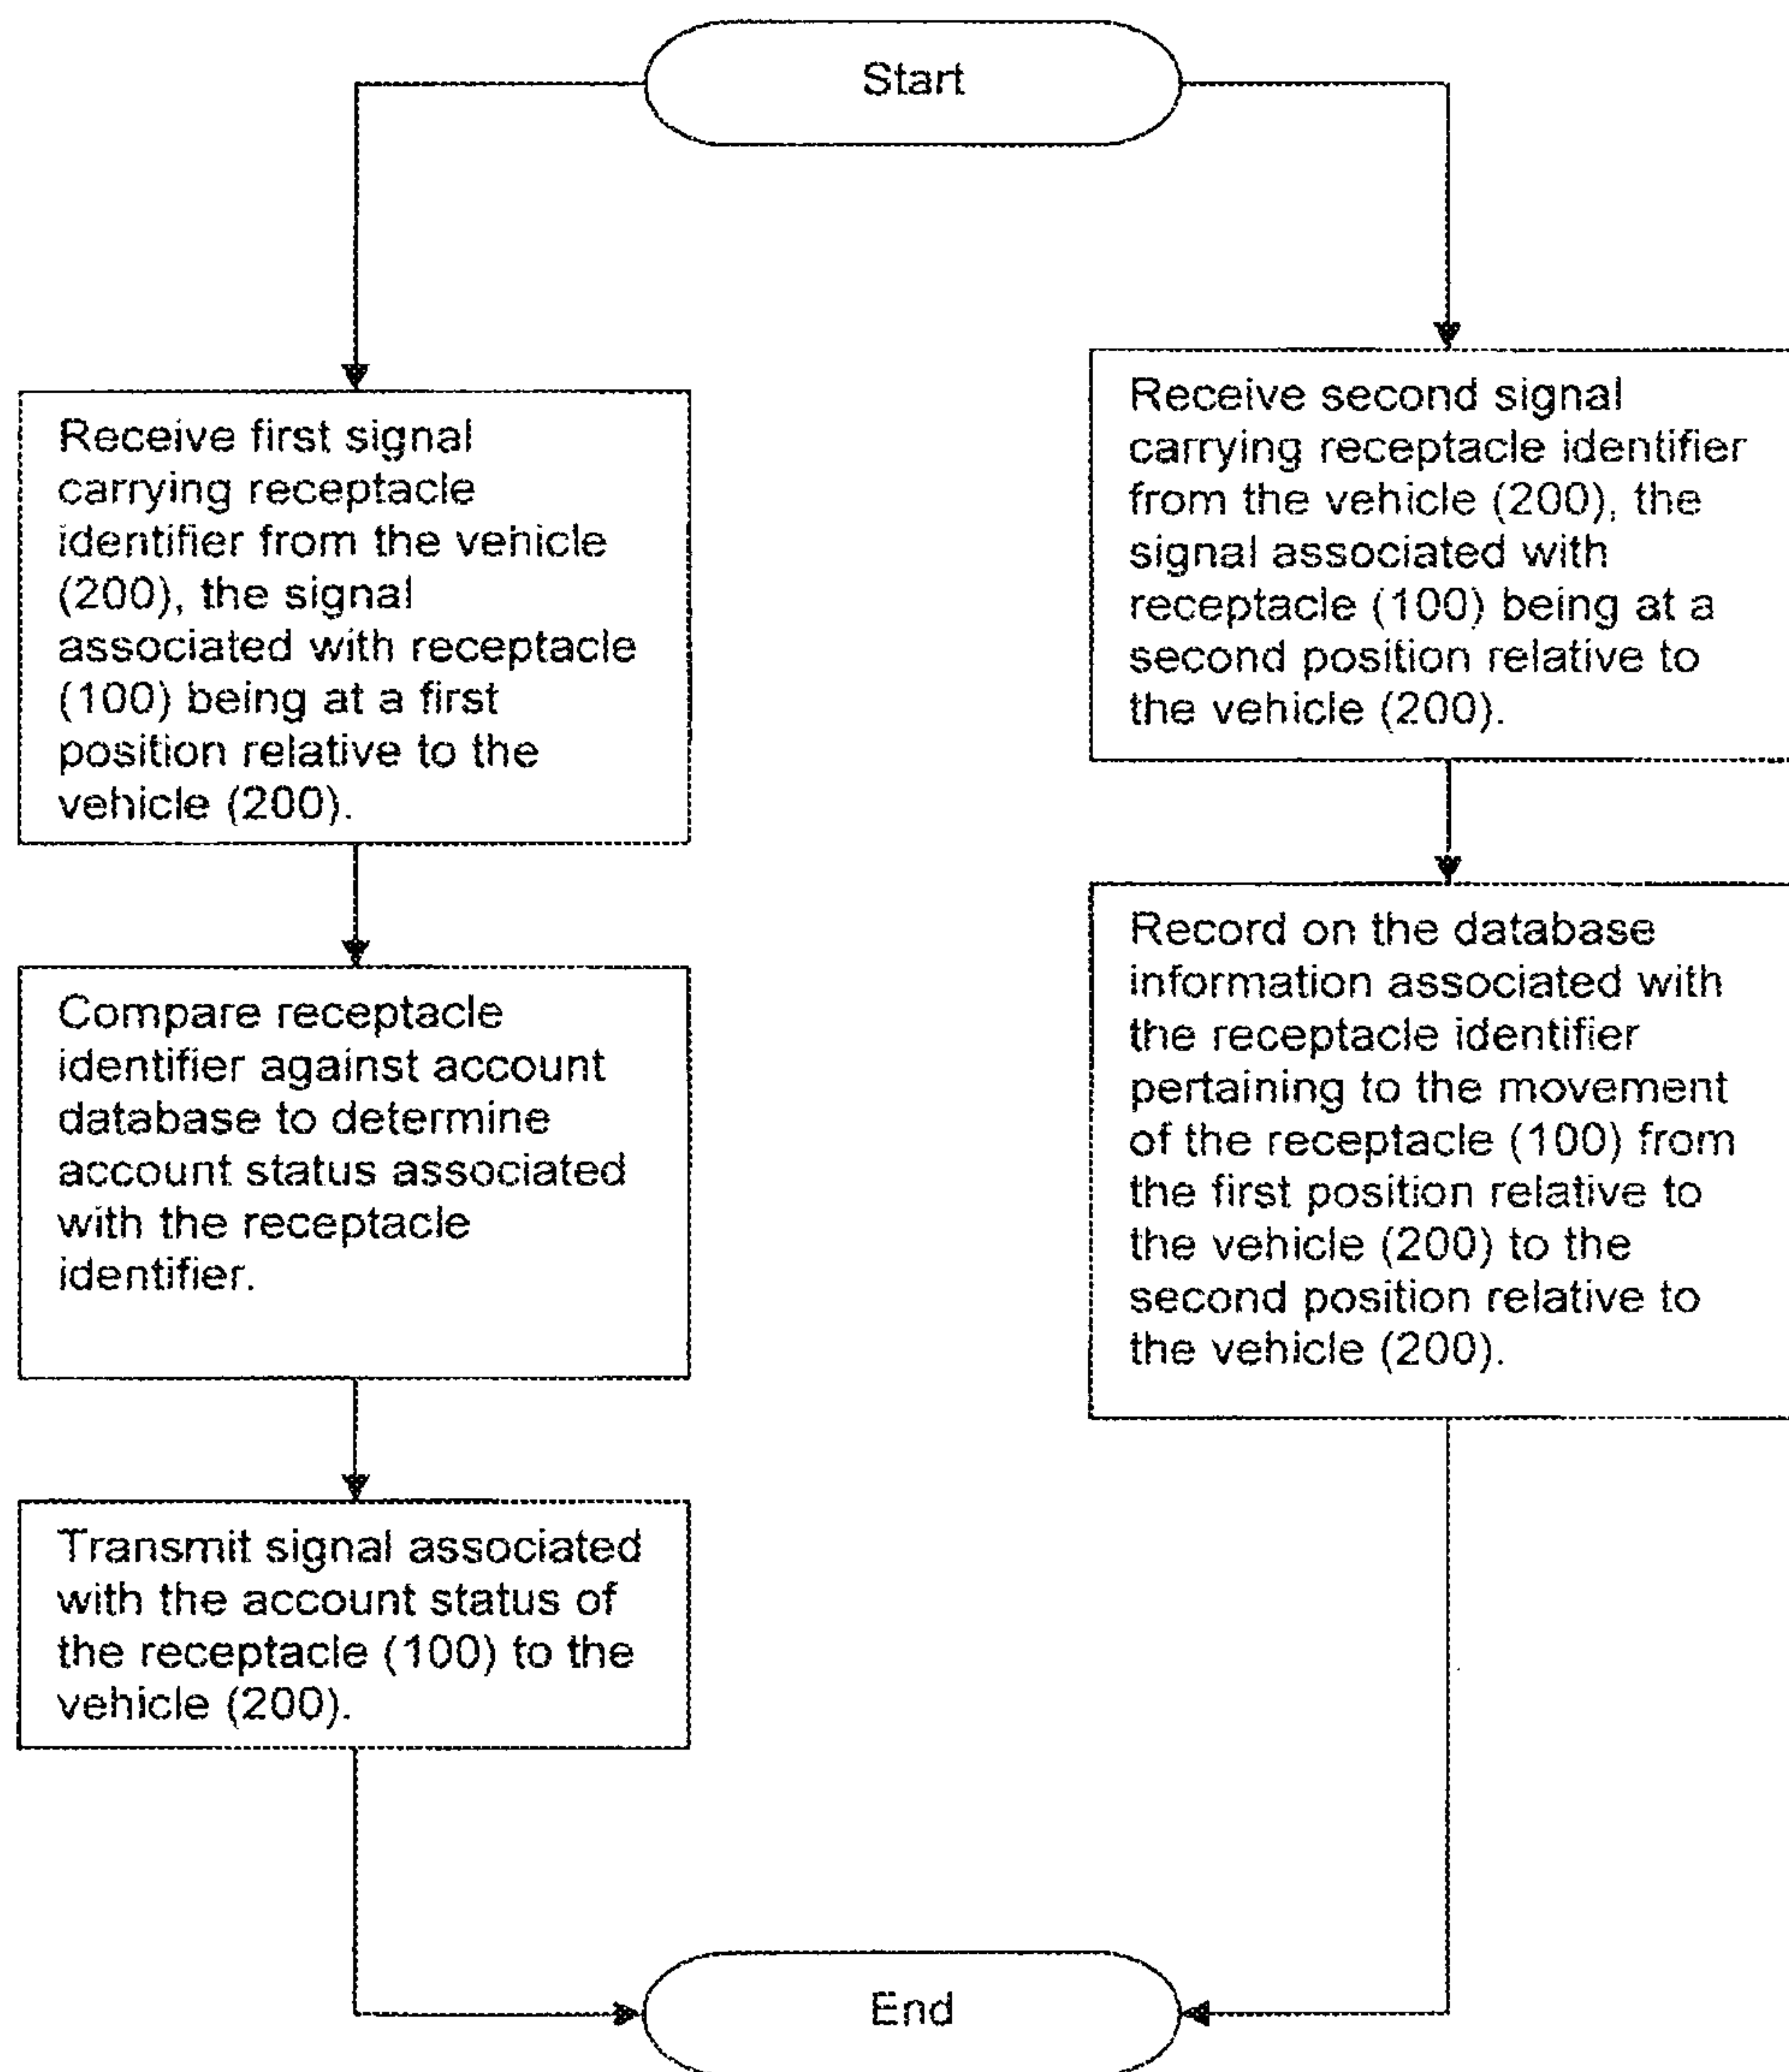 Start
Receive first signal
carrying receptacle
identifier from the vehicle
(200), the signal
associated with receptacle
(100) being at a first
position relative to the
vehicle (200).
Compare receptacle
identifier against account
database to determine
account status associated
with the receptacle
identifier.
Transmit signal associated
with the account status of
the receptacle (100) to the
vehicle (200).
Receive second signal
carrying receptacle identifier
from the vehicle (200), the
signal associated with
receptacle (100) being at a
second position relative to
the vehicle (200).
Record on the database
information associated with
the receptacle identifier
pertaining to the movement
of the receptacle (100) from
the first position relative to
the vehicle (200) to the
second position relative to
the vehicle (200).
End